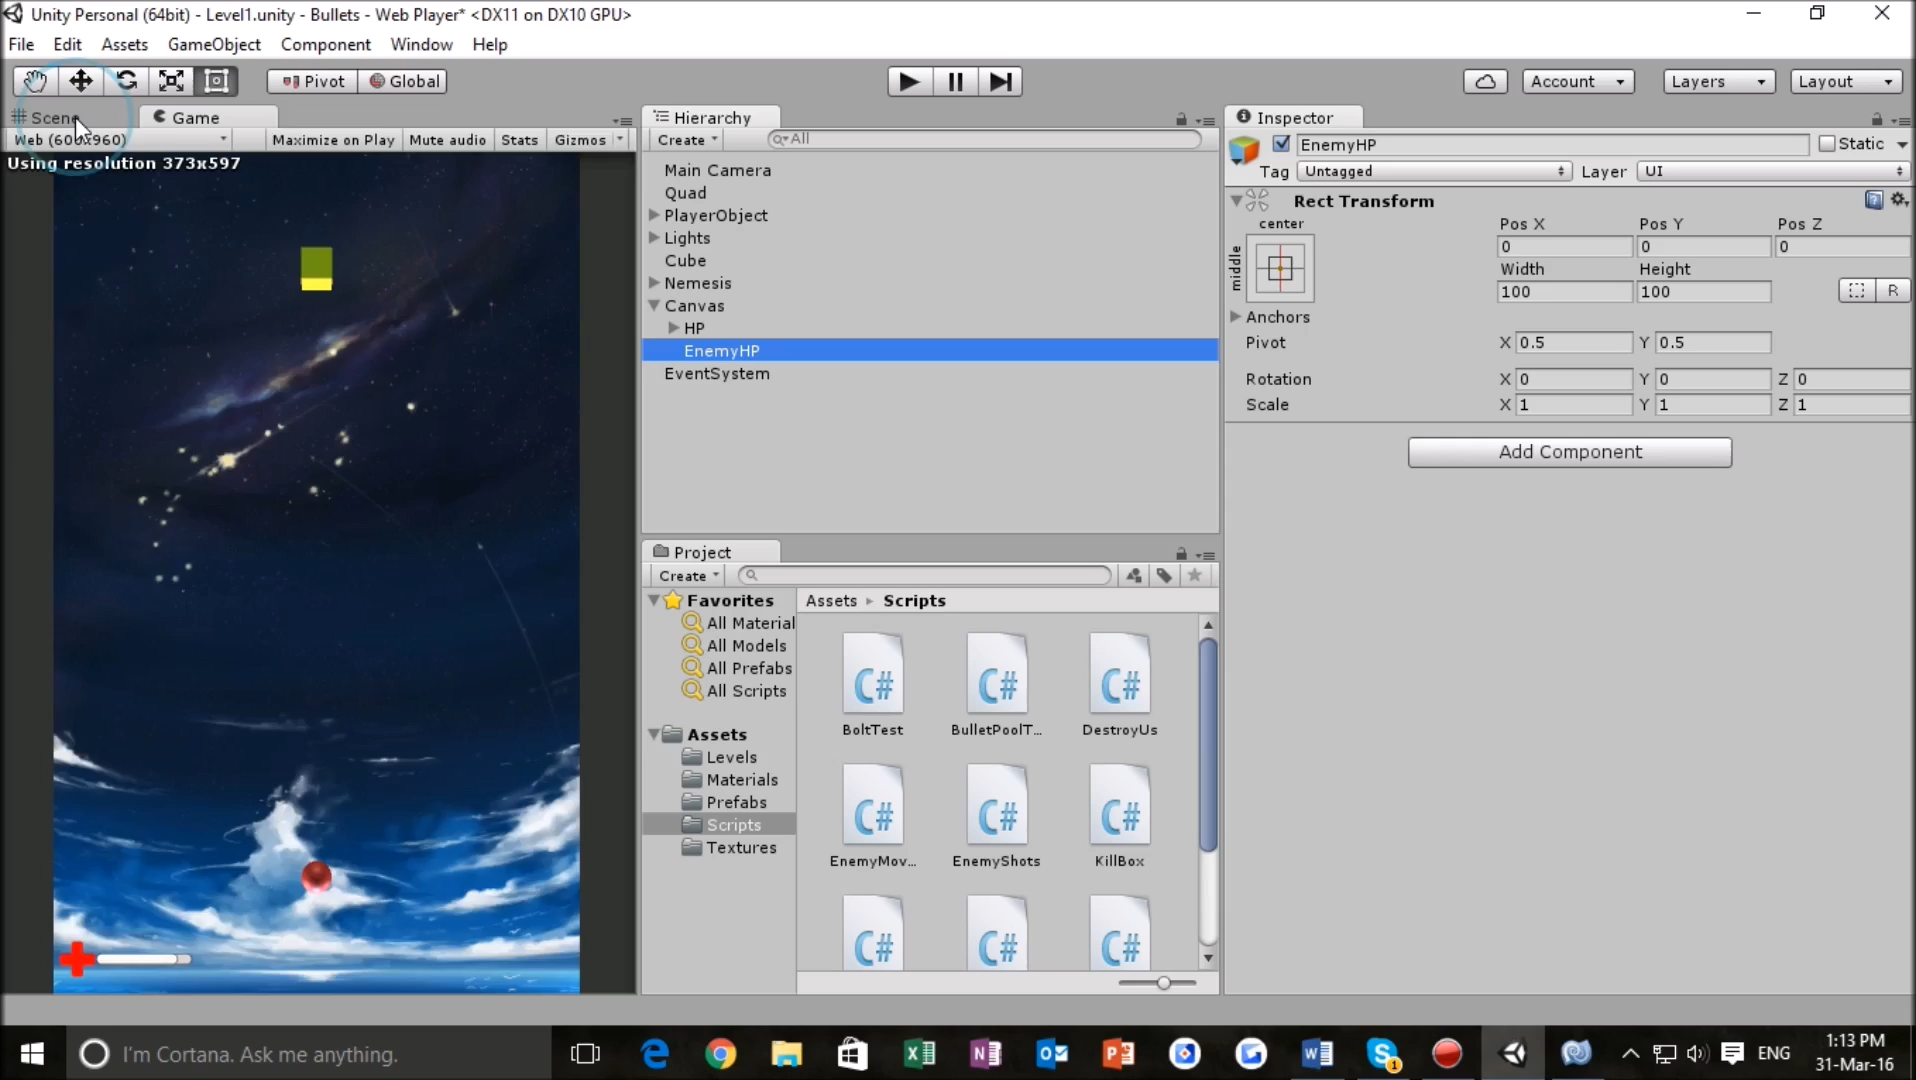 Unity Personal (64bit) - Level1.unity - Bullets - Web Player* <DX11 on DX10 GPU>
File Edit Assets GameObject Component Window Help
Pivot Global Account Layers Layout
Scene Game
Web (600x960) Maximize on Play Mute audio Stats Gizmos
Using resolution 373x597
Hierarchy
Create All
Main Camera
Quad
PlayerObject
Lights
Cube
Nemesis
Canvas
HP
EnemyHP
EventSystem
Project
Create
Favorites
All Material
All Models
All Prefabs
All Scripts
Assets
Levels
Materials
Prefabs
Scripts
Textures
Assets Scripts
C# C# C#
BoltTest BulletPoolT... DestroyUs
C# C# C#
EnemyMov... EnemyShots KillBox
C# C# C#
Inspector
EnemyHP Static
Tag Untagged Layer UI
Rect Transform
center
middle
Pos X Pos Y Pos Z
0 0 0
Width Height
100 100 R
Anchors
Pivot X 0.5 Y 0.5
Rotation X 0 Y 0 Z 0
Scale X 1 Y 1 Z 1
Add Component
I'm Cortana. Ask me anything.
1
ENG
1:13 PM
31-Mar-16